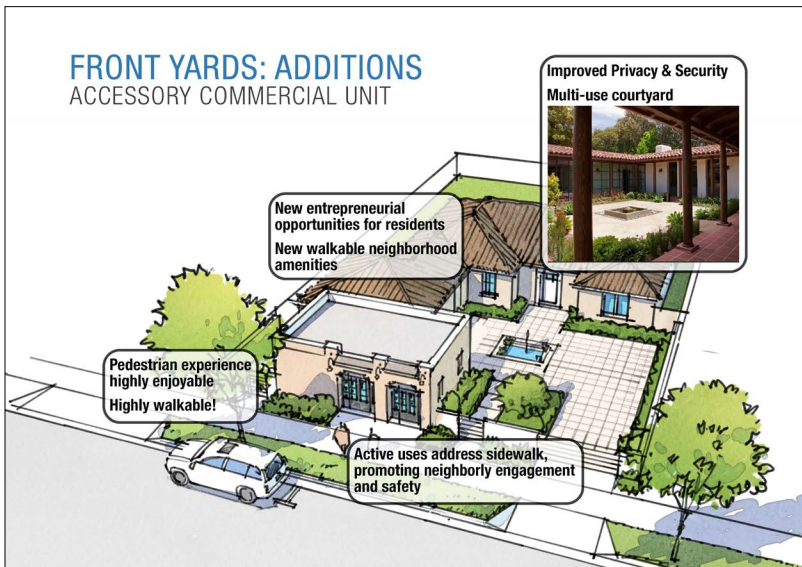 FRONT YARDS: ADDITIONS
ACCESSORY COMMERCIAL UNIT
Improved Privacy & Security
Multi-use courtyard
New entrepreneurial
opportunities for residents
New walkable neighborhood
amenities
Pedestrian experience
highly enjoyable
Highly walkable!
Active uses address sidewalk,
promoting neighborly engagement
and safety